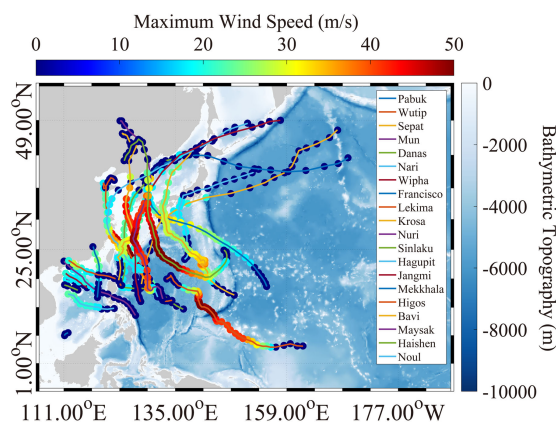 Maximum Wind Speed (m/s)
0 10 20 30 40 50
49.00°N
25.00°N
1.00°N
111.00°E 135.00°E 159.00°E 177.00°W
Pabuk
Wutip
Sepat
Mun
Danas
Nari
Wipha
Francisco
Lekima
Krosa
Nuri
Sinlaku
Hagupit
Jangmi
Mekkhala
Higos
Bavi
Maysak
Haishen
Noul
0
-2000
-4000
-6000
-8000
-10000
Bathymetric Topography (m)